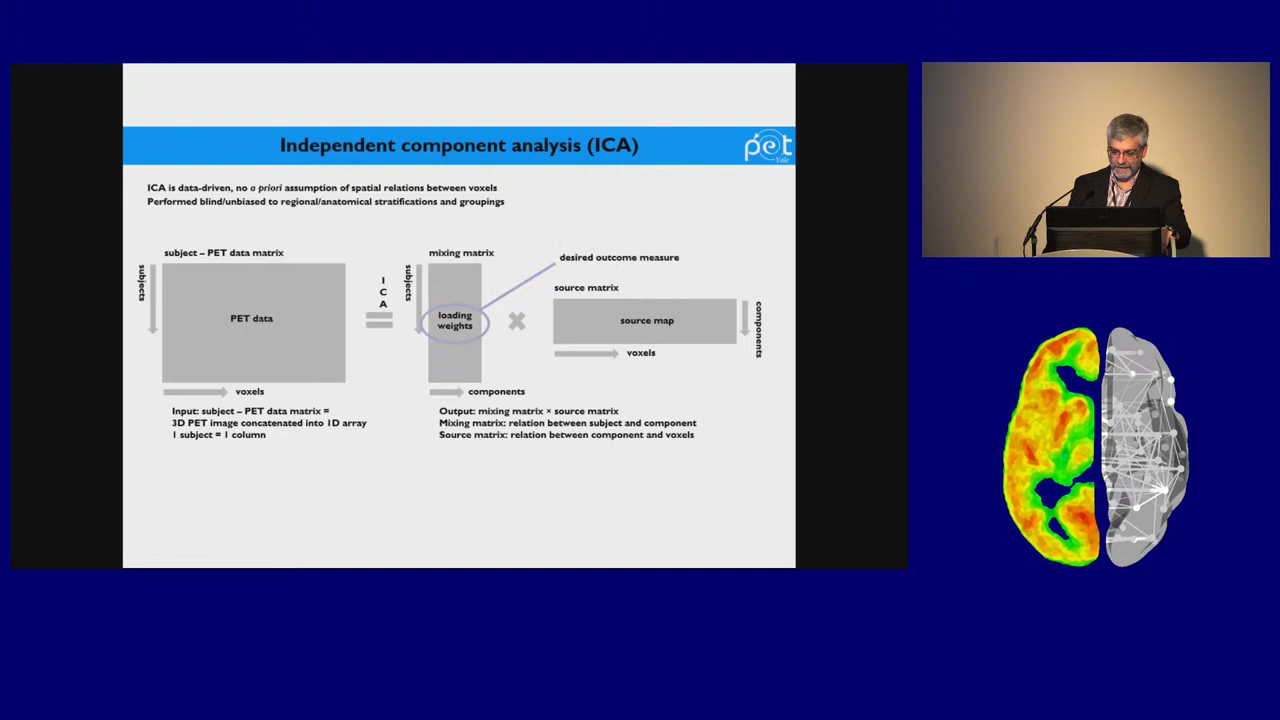 Independent component analysis (ICA)
pet
Yale
ICA is data-driven, no a priori assumption of spatial relations between voxels
Performed blind/unbiased to regional/anatomical stratifications and groupings
subject – PET data matrix
subjects
PET data
voxels
I
C
A
mixing matrix
subjects
loading
weights
components
desired outcome measure
source matrix
source map
components
voxels
Input: subject – PET data matrix =
3D PET image concatenated into 1D array
1 subject = 1 column
Output: mixing matrix × source matrix
Mixing matrix: relation between subject and component
Source matrix: relation between component and voxels